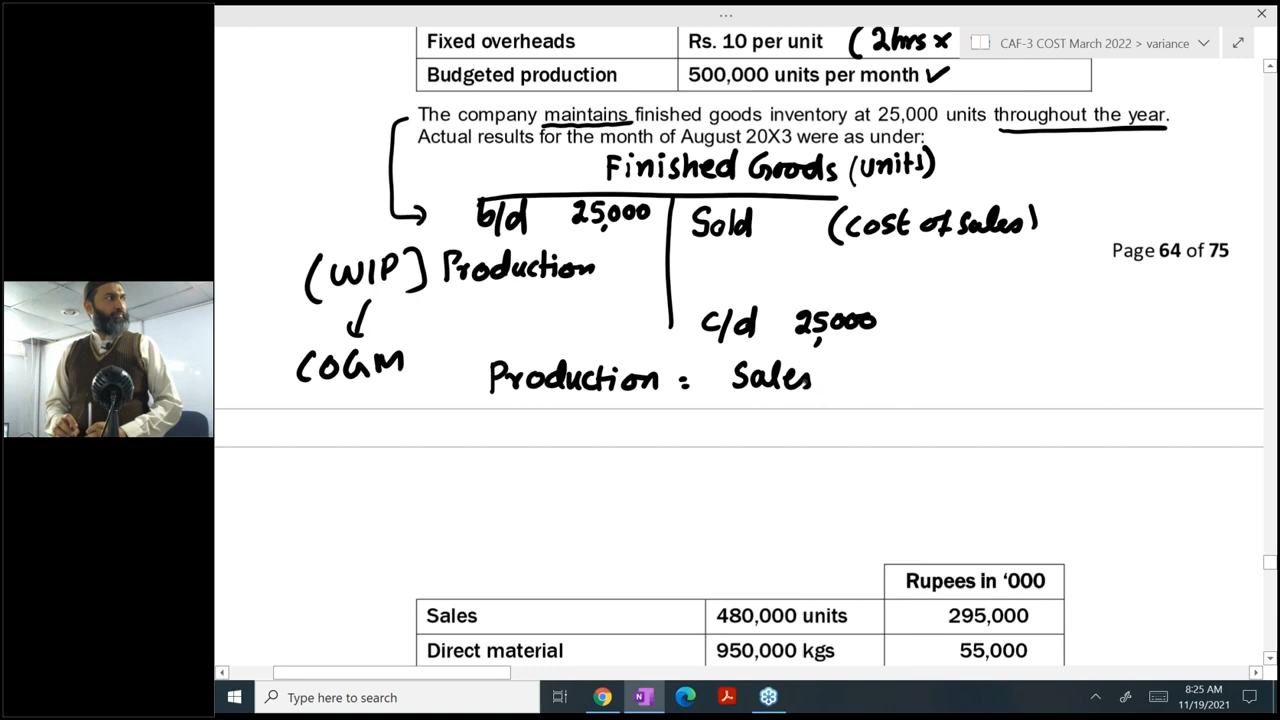 Fixed overheads Rs. 10 per unit (2hrs ×
CAF-3 COST March 2022 > variance
Budgeted production 500,000 units per month ✓
The company maintains finished goods inventory at 25,000 units throughout the year.
Actual results for the month of August 20X3 were as under:
Finished Goods (units)
b/d 25,000 Sold (cost of sales)
(WIP) Production
Page 64 of 75
c/d 25,000
COGM
Production = Sales
Rupees in ‘000
Sales 480,000 units 295,000
Direct material 950,000 kgs 55,000
Type here to search
8:25 AM
11/19/2021